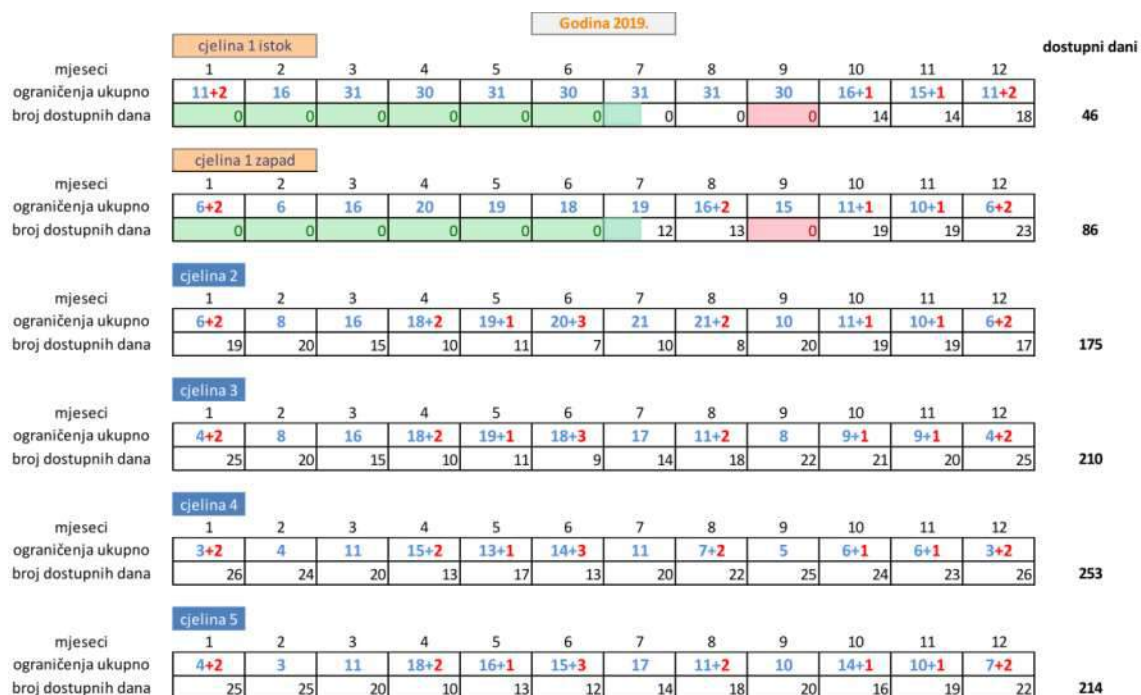 Godina 2019.
cjelina 1 istok dostupni dani
mjeseci 1 2 3 4 5 6 7 8 9 10 11 12
ograničenja ukupno 11+2 16 31 30 31 30 31 31 30 16+1 15+1 11+2
broj dostupnih dana 0 0 0 0 0 0 0 0 0 14 14 18 46
cjelina 1 zapad
mjeseci 1 2 3 4 5 6 7 8 9 10 11 12
ograničenja ukupno 6+2 6 16 20 19 18 19 16+2 15 11+1 10+1 6+2
broj dostupnih dana 0 0 0 0 0 0 12 13 0 19 19 23 86
cjelina 2
mjeseci 1 2 3 4 5 6 7 8 9 10 11 12
ograničenja ukupno 6+2 8 16 18+2 19+1 20+3 21 21+2 10 11+1 10+1 6+2
broj dostupnih dana 19 20 15 10 11 7 10 8 20 19 19 17 175
cjelina 3
mjeseci 1 2 3 4 5 6 7 8 9 10 11 12
ograničenja ukupno 4+2 8 16 18+2 19+1 18+3 17 11+2 8 9+1 9+1 4+2
broj dostupnih dana 25 20 15 10 11 9 14 18 22 21 20 25 210
cjelina 4
mjeseci 1 2 3 4 5 6 7 8 9 10 11 12
ograničenja ukupno 3+2 4 11 15+2 13+1 14+3 11 7+2 5 6+1 6+1 3+2
broj dostupnih dana 26 24 20 13 17 13 20 22 25 24 23 26 253
cjelina 5
mjeseci 1 2 3 4 5 6 7 8 9 10 11 12
ograničenja ukupno 4+2 3 11 18+2 16+1 15+3 17 11+2 10 14+1 10+1 7+2
broj dostupnih dana 25 25 20 10 13 12 14 18 20 16 19 22 214